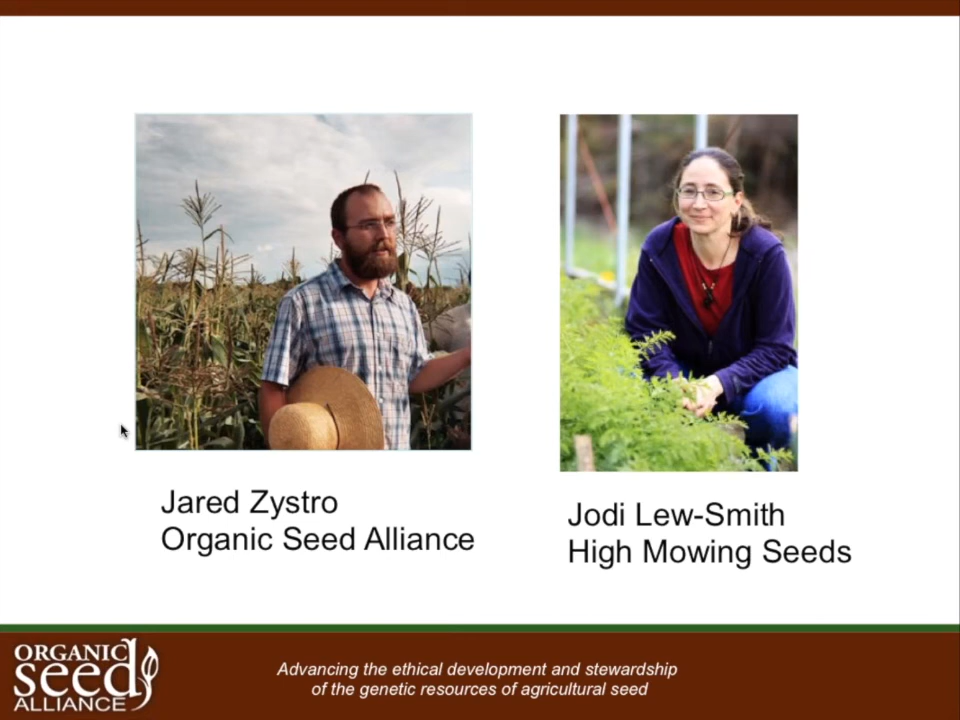 Jared Zystro
Organic Seed Alliance
Jodi Lew-Smith
High Mowing Seeds
ORGANIC
seed
ALLIANCE
Advancing the ethical development and stewardship
of the genetic resources of agricultural seed